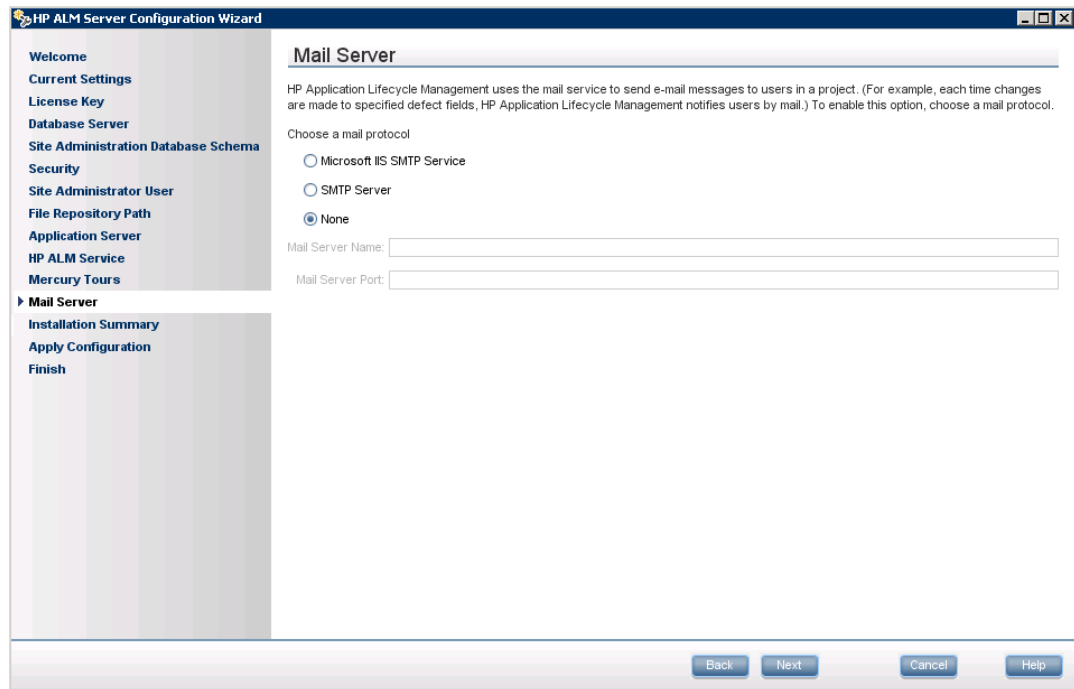 HP ALM Server Configuration Wizard
Welcome
Current Settings
License Key
Database Server
Site Administration Database Schema
Security
Site Administrator User
File Repository Path
Application Server
HP ALM Service
Mercury Tours
Mail Server
Installation Summary
Apply Configuration
Finish
Mail Server
HP Application Lifecycle Management uses the mail service to send e-mail messages to users in a project. (For example, each time changes
are made to specified defect fields, HP Application Lifecycle Management notifies users by mail.) To enable this option, choose a mail protocol.
Choose a mail protocol
Microsoft IIS SMTP Service
SMTP Server
None
Mail Server Name:
Mail Server Port:
Back Next Cancel Help